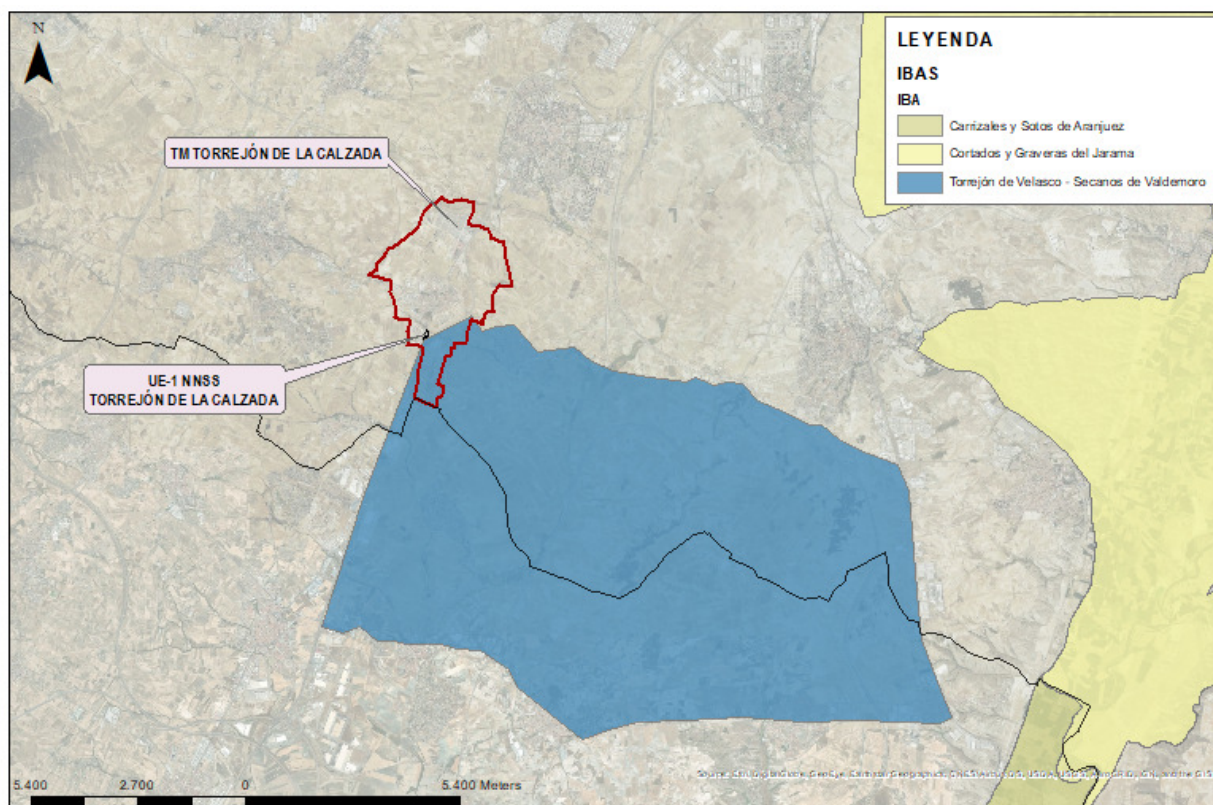 N
LEYENDA
IBAS
IBA
Carrizales y Sotos de Aranjuez
Cortados y Graveras del Jarama
Torrejón de Velasco - Secanos de Valdemoro
TM TORREJÓN DE LA CALZADA
UE-1 NNSS
TORREJÓN DE LA CALZADA
5.400 2.700 0 5.400 Meters